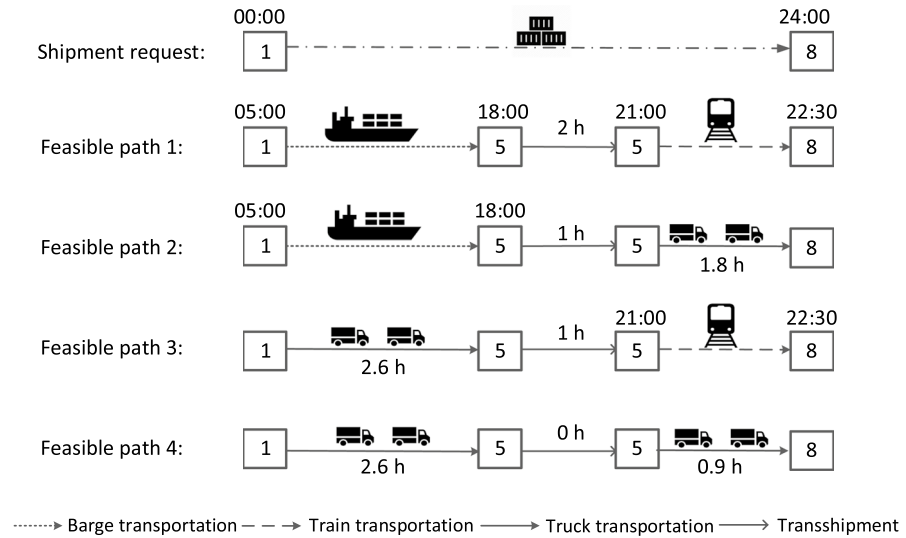 00:00 24:00
Shipment request: 1 8
05:00 18:00 2 h 21:00 22:30
Feasible path 1: 1 5 5 8
05:00 18:00 1 h
Feasible path 2: 1 5 5 8
1.8 h
1 h 21:00 22:30
Feasible path 3: 1 5 5 8
2.6 h
0 h
Feasible path 4: 1 5 5 8
2.6 h 0.9 h
Barge transportation Train transportation Truck transportation Transshipment